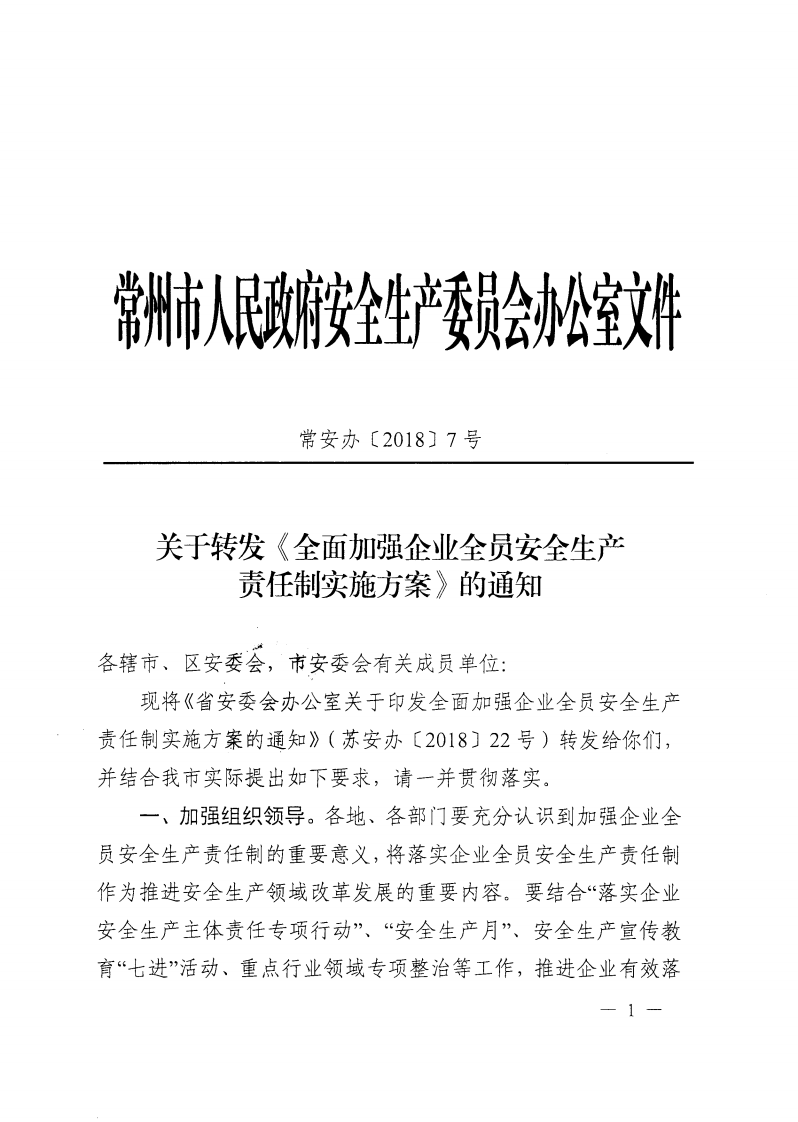 常州市人民政府安全生产委员会办公室文件
常安办〔2018〕7号
关于转发《全面加强企业全员安全生产
责任制实施方案》的通知
各辖市、区安委会，市安委会有关成员单位：
现将《省安委会办公室关于印发全面加强企业全员安全生产
责任制实施方案的通知》（苏安办〔2018〕22号）转发给你们，
并结合我市实际提出如下要求，请一并贯彻落实。
一、加强组织领导。各地、各部门要充分认识到加强企业全
员安全生产责任制的重要意义，将落实企业全员安全生产责任制
作为推进安全生产领域改革发展的重要内容。要结合“落实企业
安全生产主体责任专项行动”、“安全生产月”、安全生产宣传教
育“七进”活动、重点行业领域专项整治等工作，推进企业有效落
— 1 —